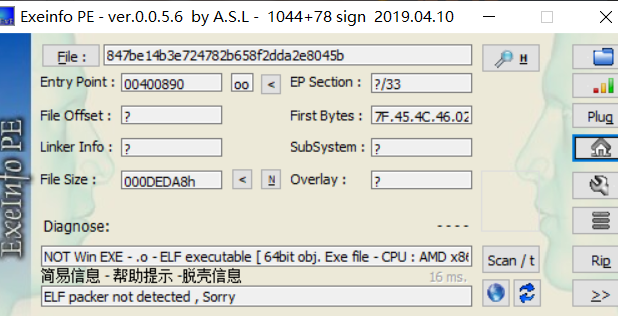 Exeinfo PE - ver.0.0.5.6 by A.S.L - 1044+78 sign 2019.04.10
File : 847be14b3e724782b658f2dda2e8045b H
Entry Point : 00400890 oo < EP Section : ?/33
File Offset : ? First Bytes : 7F.45.4C.46.02 Plug
Linker Info : ? SubSystem : ?
File Size : 000DEDA8h < N Overlay : ?
Diagnose: - - - -
NOT Win EXE - .o - ELF executable [ 64bit obj. Exe file - CPU : AMD x86 Scan / t Rip
简易信息 - 帮助提示 -脱壳信息 16 ms.
ELF packer not detected , Sorry >>
ExeInfo PE